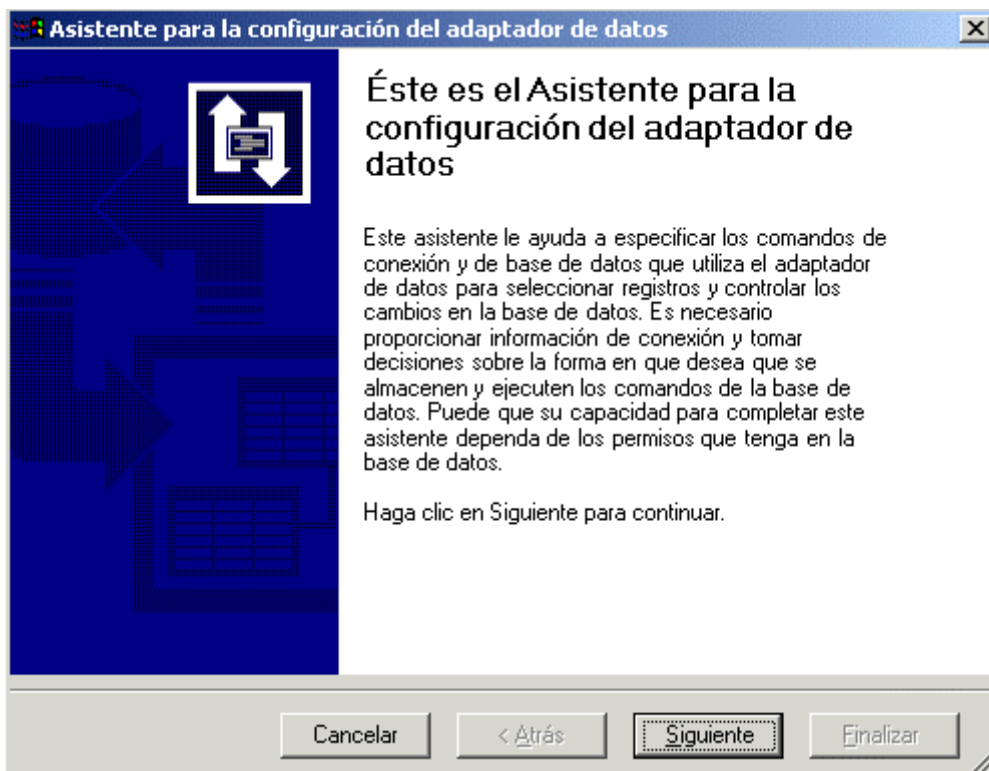 Asistente para la configuración del adaptador de datos
Éste es el Asistente para la
configuración del adaptador de
datos
Este asistente le ayuda a especificar los comandos de
conexión y de base de datos que utiliza el adaptador
de datos para seleccionar registros y controlar los
cambios en la base de datos. Es necesario
proporcionar información de conexión y tomar
decisiones sobre la forma en que desea que se
almacenen y ejecuten los comandos de la base de
datos. Puede que su capacidad para completar este
asistente dependa de los permisos que tenga en la
base de datos.
Haga clic en Siguiente para continuar.
Cancelar < Atrás Siguiente Finalizar